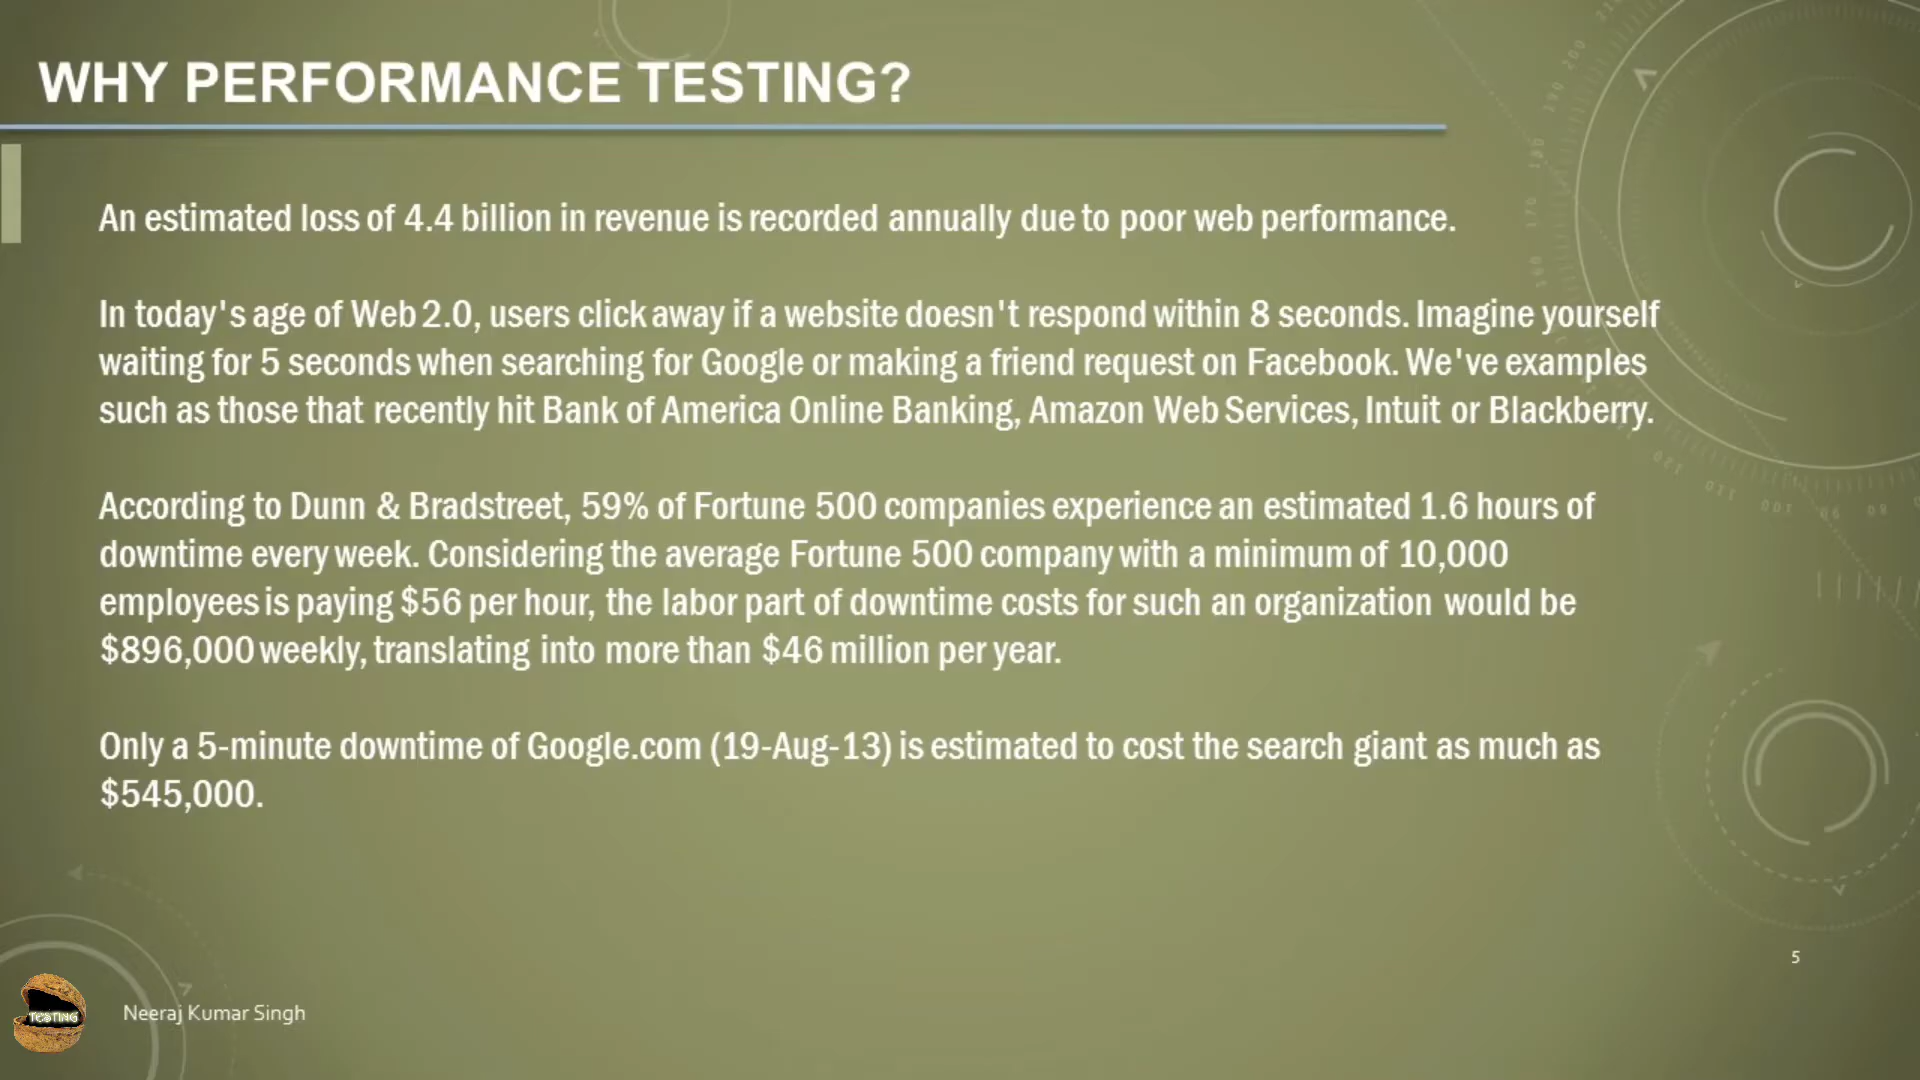 WHY PERFORMANCE TESTING?
An estimated loss of 4.4 billion in revenue is recorded annually due to poor web performance.
In today's age of Web 2.0, users click away if a website doesn't respond within 8 seconds. Imagine yourself
waiting for 5 seconds when searching for Google or making a friend request on Facebook. We've examples
such as those that recently hit Bank of America Online Banking, Amazon Web Services, Intuit or Blackberry.
According to Dunn & Bradstreet, 59% of Fortune 500 companies experience an estimated 1.6 hours of
downtime every week. Considering the average Fortune 500 company with a minimum of 10,000
employees is paying $56 per hour, the labor part of downtime costs for such an organization would be
$896,000 weekly, translating into more than $46 million per year.
Only a 5-minute downtime of Google.com (19-Aug-13) is estimated to cost the search giant as much as
$545,000.
5
TESTING
Neeraj Kumar Singh